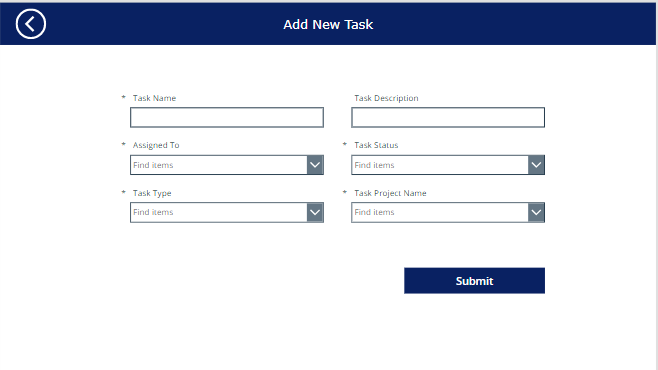 Add New Task
* Task Name
Task Description
* Assigned To
* Task Status
Find items
Find items
* Task Type
* Task Project Name
Find items
Find items
Submit